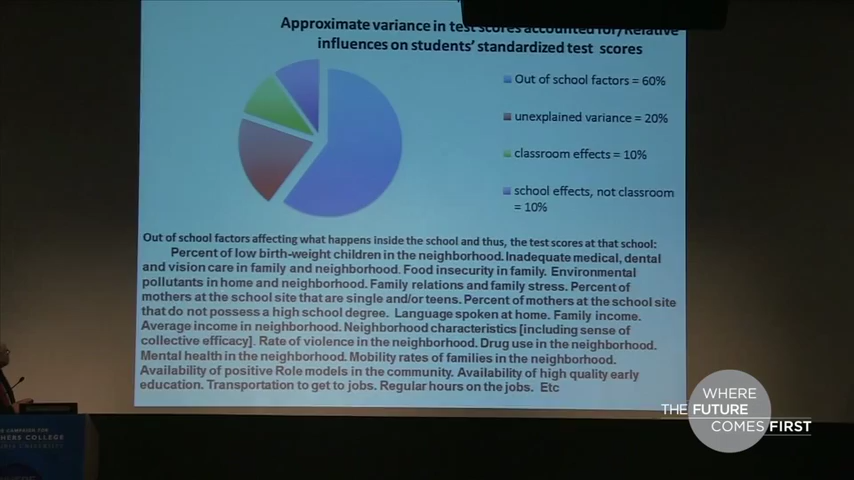 Approximate variance in test scores accounted for/Relative
influences on students' standardized test scores
Out of school factors = 60%
unexplained variance = 20%
classroom effects = 10%
school effects, not classroom
= 10%
Out of school factors affecting what happens inside the school and thus, the test scores at that school:
Percent of low birth-weight children in the neighborhood. Inadequate medical, dental
and vision care in family and neighborhood. Food insecurity in family. Environmental
pollutants in home and neighborhood. Family relations and family stress. Percent of
mothers at the school site that are single and/or teens. Percent of mothers at the school site
that do not possess a high school degree. Language spoken at home. Family income.
Average income in neighborhood. Neighborhood characteristics [including sense of
collective efficacy]. Rate of violence in the neighborhood. Drug use in the neighborhood.
Mental health in the neighborhood. Mobility rates of families in the neighborhood.
Availability of positive Role models in the community. Availability of high quality early
education. Transportation to get to jobs. Regular hours on the jobs. Etc
CAMPAIGN FOR
HERS COLLEGE
WHERE
THE FUTURE
COMES FIRST